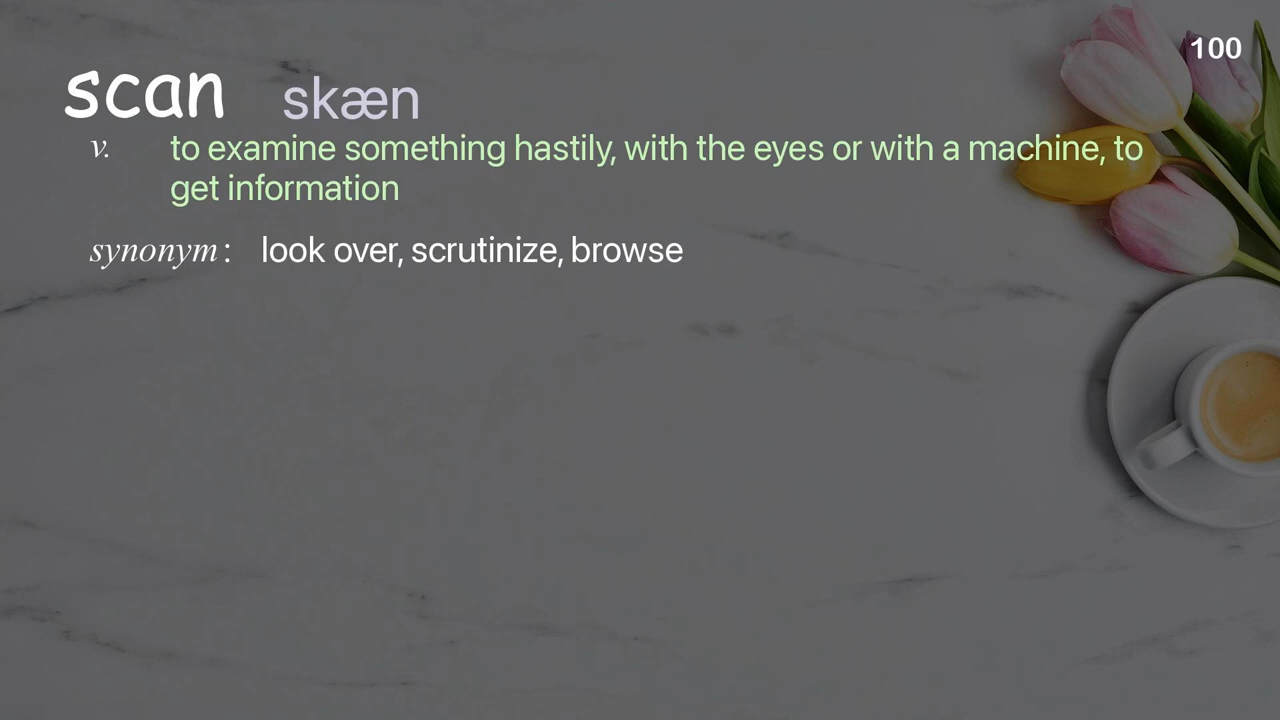 100
scan skæn
v. to examine something hastily, with the eyes or with a machine, to
get information
synonym : look over, scrutinize, browse